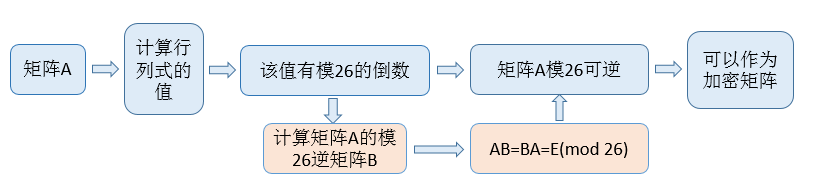 矩阵A
计算行
列式的
值
该值有模26的倒数
矩阵A模26可逆
可以作为
加密矩阵
计算矩阵A的模
26逆矩阵B
AB=BA=E(mod 26)